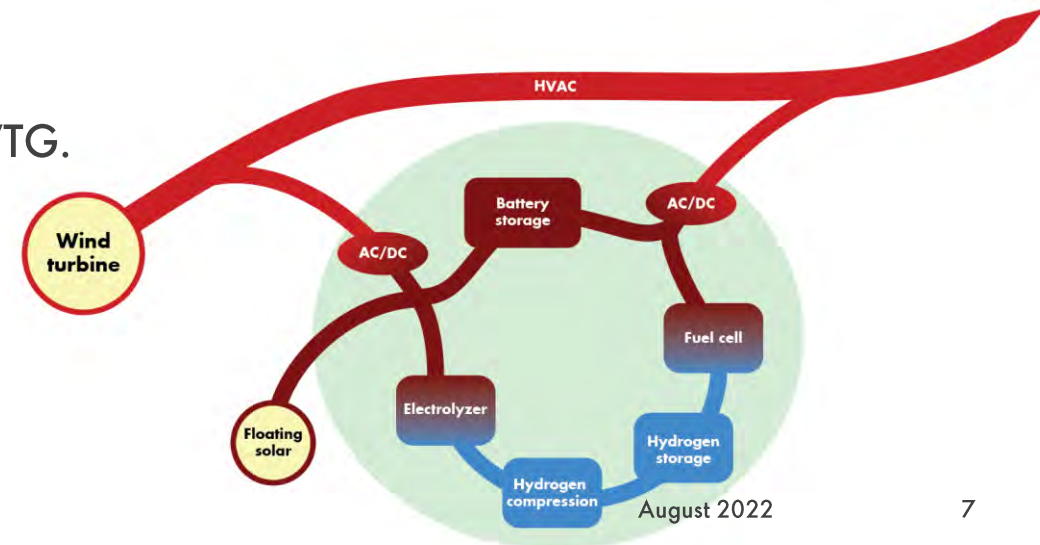 HVAC
TG.
Wind
turbine
AC/DC
Battery
storage
AC/DC
Fuel cell
Electrolyzer
Floating
solar
Hydrogen
storage
Hydrogen
compression
August 2022
7